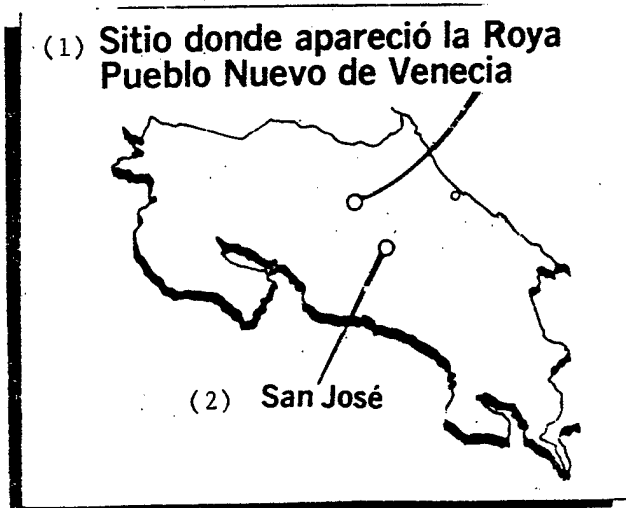 (1) Sitio donde apareció la Roya
Pueblo Nuevo de Venecia
(2) San José